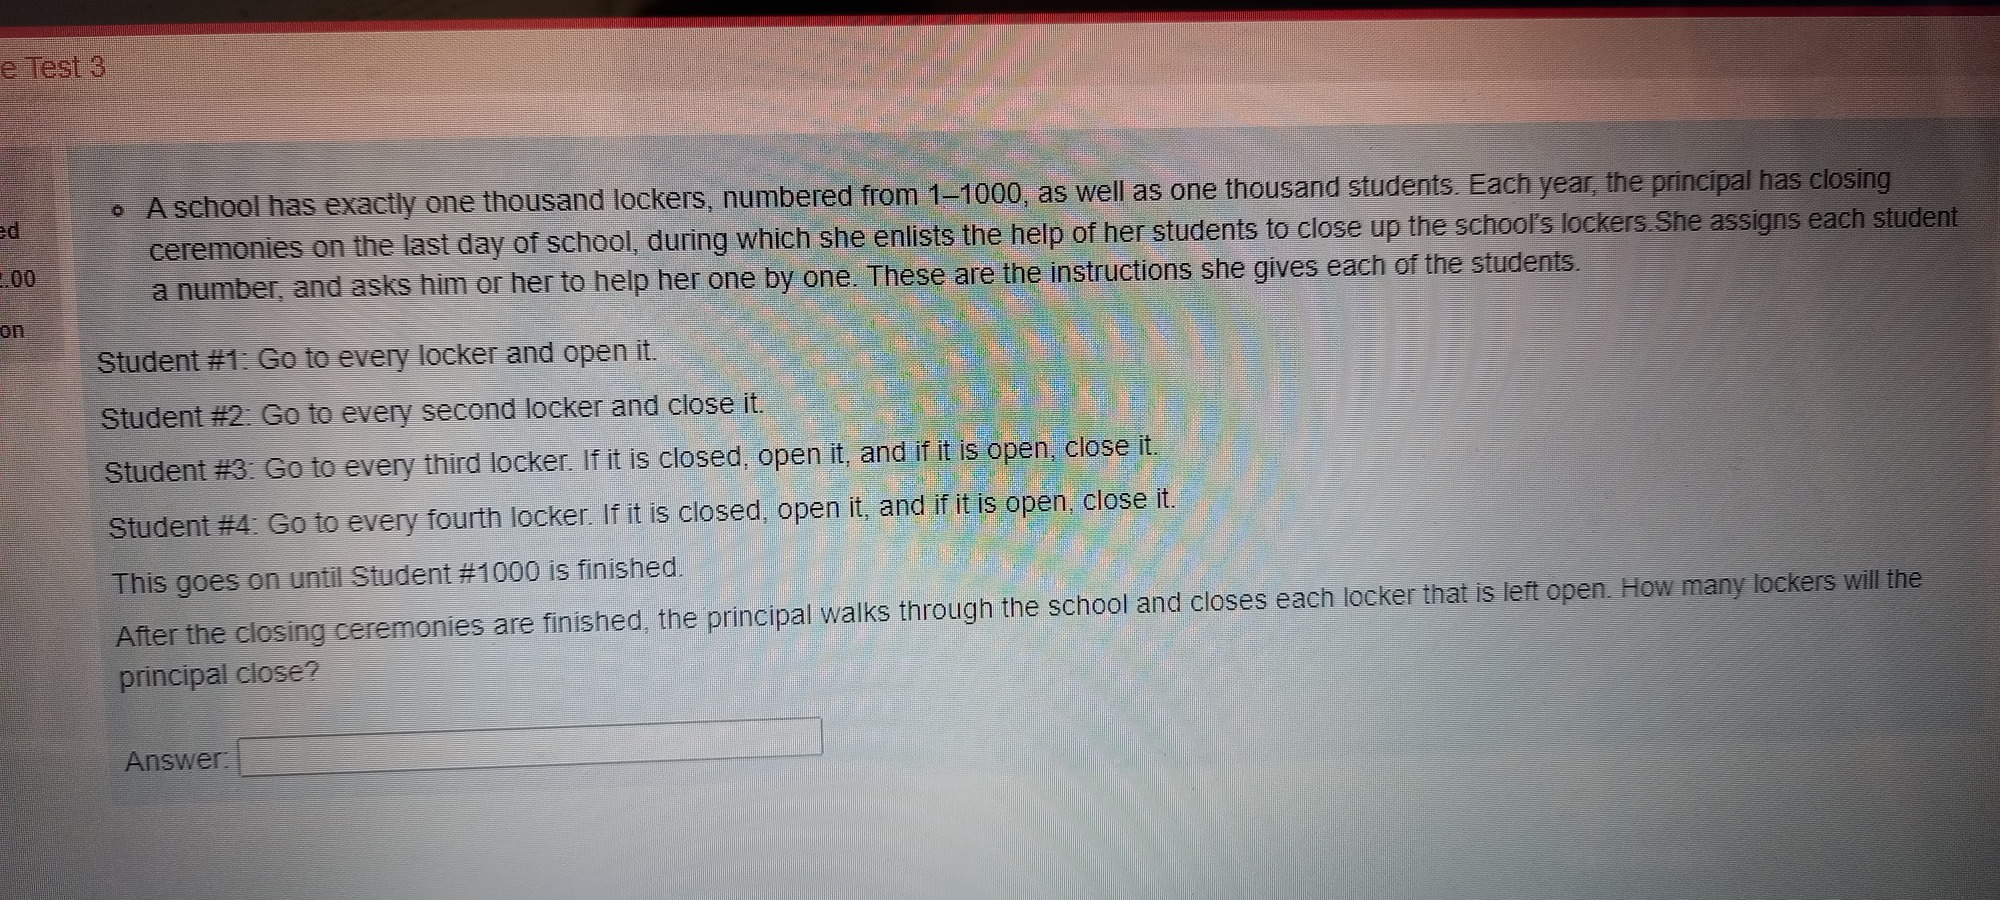 e Test 3
ed
.00
on
o A school has exactly one thousand lockers, numbered from 1–1000, as well as one thousand students. Each year, the principal has closing
ceremonies on the last day of school, during which she enlists the help of her students to close up the school's lockers.She assigns each student
a number, and asks him or her to help her one by one. These are the instructions she gives each of the students.
Student #1: Go to every locker and open it.
Student #2: Go to every second locker and close it.
Student #3: Go to every third locker. If it is closed, open it, and if it is open, close it.
Student #4: Go to every fourth locker. If it is closed, open it, and if it is open, close it.
This goes on until Student #1000 is finished.
After the closing ceremonies are finished, the principal walks through the school and closes each locker that is left open. How many lockers will the
principal close?
Answer: